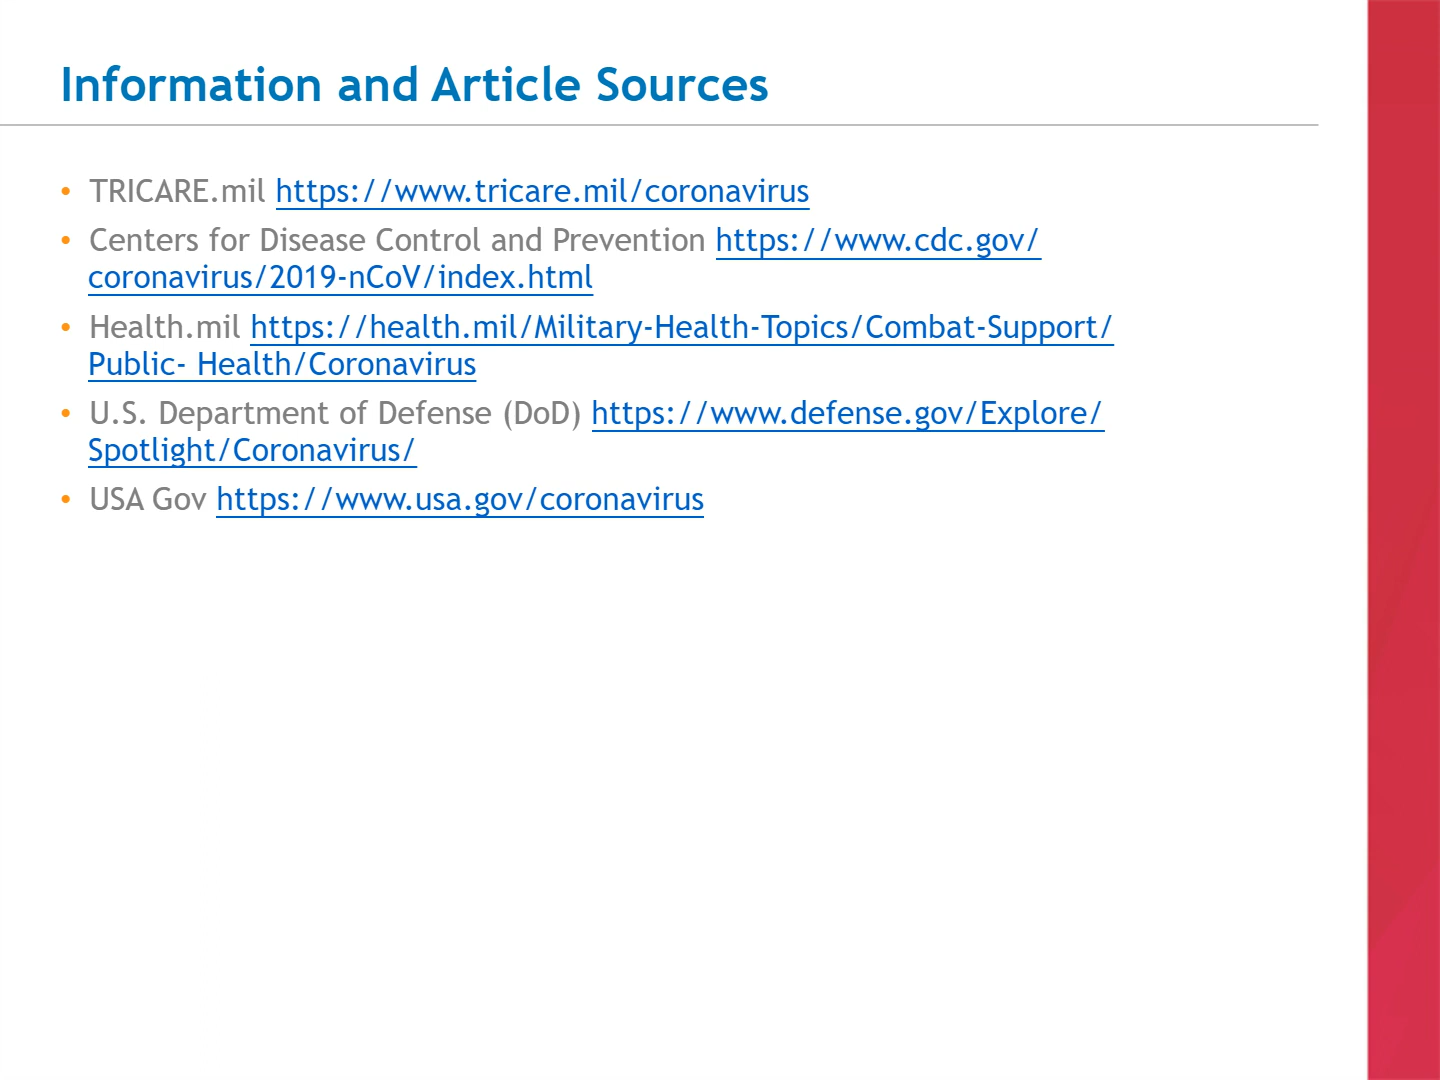 Information and Article Sources
• TRICARE.mil https://www.tricare.mil/coronavirus
• Centers for Disease Control and Prevention https://www.cdc.gov/
coronavirus/2019-nCoV/index.html
• Health.mil https://health.mil/Military-Health-Topics/Combat-Support/
Public- Health/Coronavirus
• U.S. Department of Defense (DoD) https://www.defense.gov/Explore/
Spotlight/Coronavirus/
• USA Gov https://www.usa.gov/coronavirus